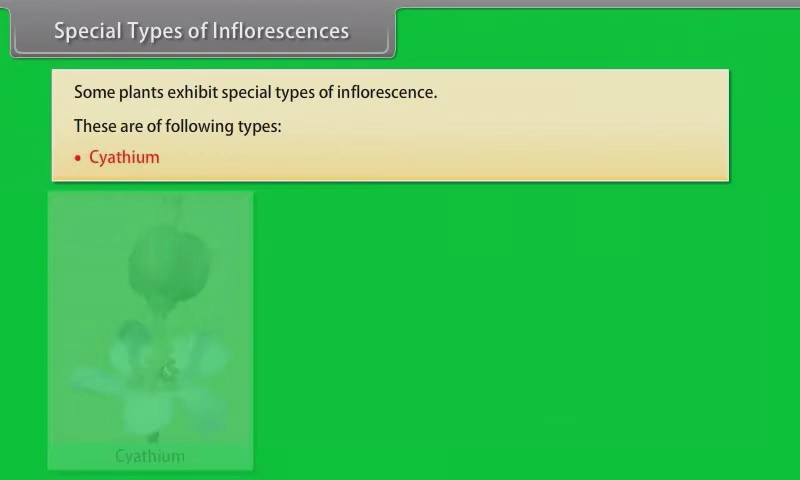 Special Types of Inflorescences
Some plants exhibit special types of inflorescence.
These are of following types:
• Cyathium
Cyathium